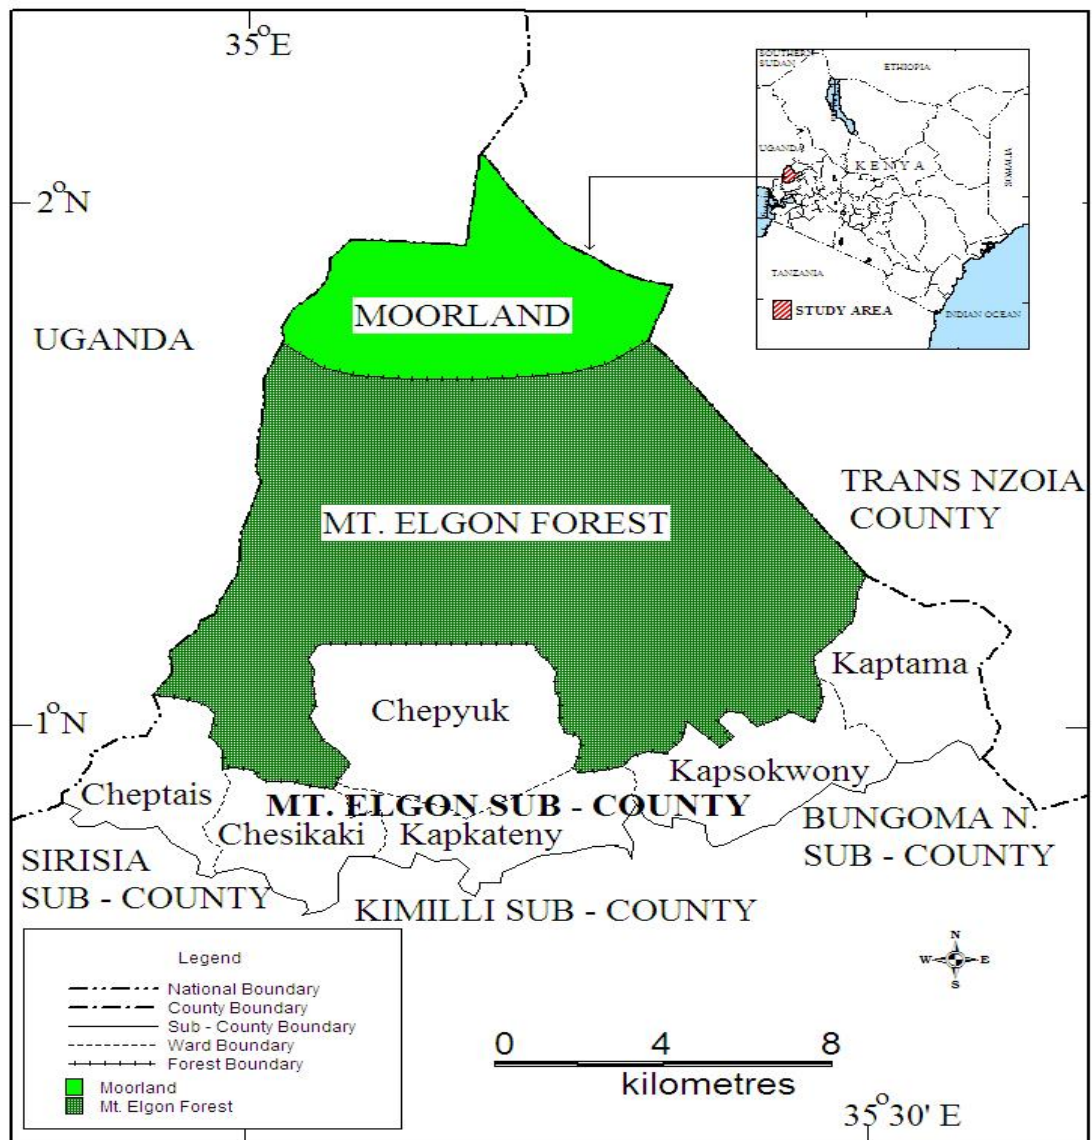 35°E
SOUTHERN
SUDAN
ETHIOPIA
UGANDA
KENYA
SOMALIA
TANZANIA
STUDY AREA
INDIAN OCEAN
2°N
MOORLAND
UGANDA
TRANS NZOIA
COUNTY
MT. ELGON FOREST
Kaptama
Chepyuk
1°N
Kapsokwony
Cheptais
MT. ELGON SUB - COUNTY
Chesikaki
Kapkateny
BUNGOMA N.
SUB - COUNTY
SIRISIA
SUB - COUNTY
KIMILLI SUB - COUNTY
Legend
National Boundary
County Boundary
Sub - County Boundary
Ward Boundary
Forest Boundary
Moorland
Mt. Elgon Forest
N
W E
S
0 4 8
kilometres
35°30' E